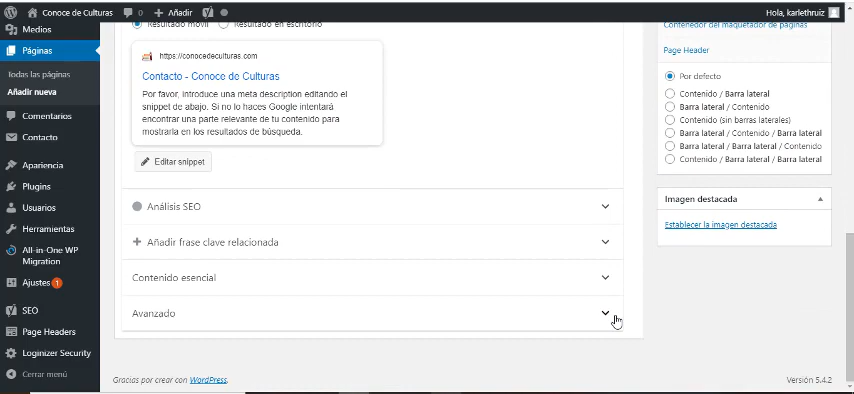 Conoce de Culturas
0
Añadir
Hola, karlethruiz
Medios
Páginas
Todas las páginas
Añadir nueva
Comentarios
Contacto
Apariencia
Plugins
Usuarios
Herramientas
All-in-One WP
Migration
Ajustes 1
SEO
Page Headers
Loginizer Security
Cerrar menú
Resultado móvil
Resultado en escritorio
https://conocedeculturas.com
Contacto - Conoce de Culturas
Por favor, introduce una meta description editando el
snippet de abajo. Si no lo haces Google intentará
encontrar una parte relevante de tu contenido para
mostrarla en los resultados de búsqueda.
Editar snippet
Análisis SEO
Añadir frase clave relacionada
Contenido esencial
Avanzado
Contenedor del maquetador de páginas
Page Header
Por defecto
Contenido / Barra lateral
Barra lateral / Contenido
Contenido (sin barras laterales)
Barra lateral / Contenido / Barra lateral
Barra lateral / Barra lateral / Contenido
Contenido / Barra lateral / Barra lateral
Imagen destacada
Establecer la imagen destacada
Gracias por crear con WordPress.
Versión 5.4.2